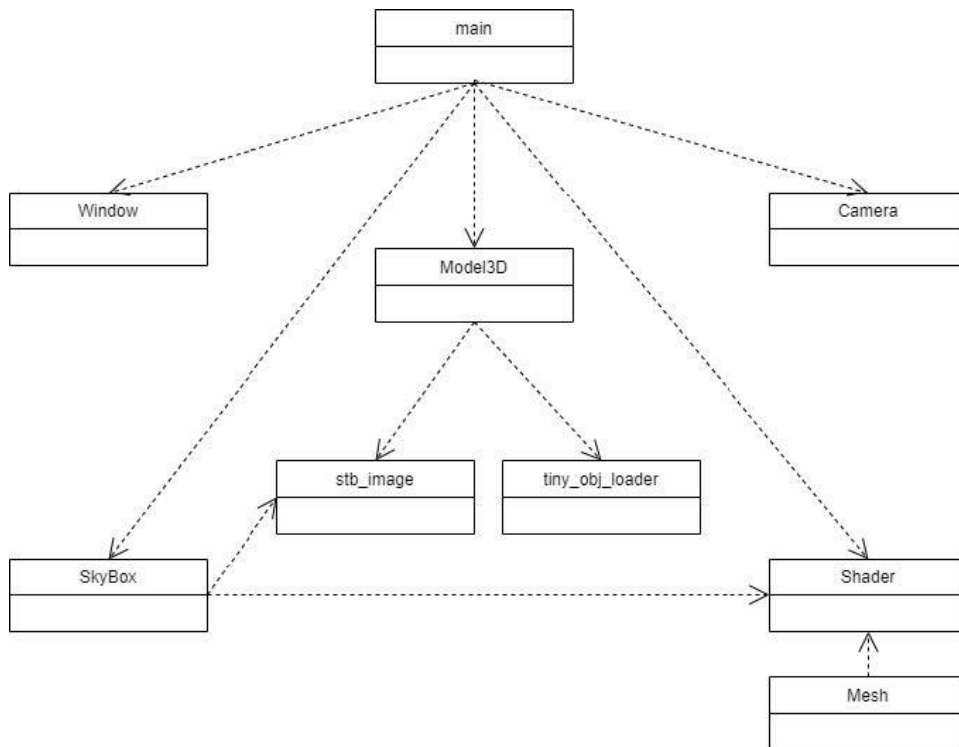 main
Window
Camera
Model3D
stb_image
tiny_obj_loader
SkyBox
Shader
Mesh